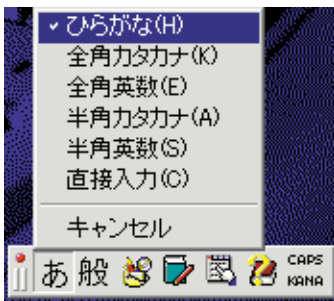 ひらがな(H)
全角カタカナ(K)
全角英数(E)
半角カタカナ(A)
半角英数(S)
直接入力(O)
キャンセル
あ 般 CAPS
KANA